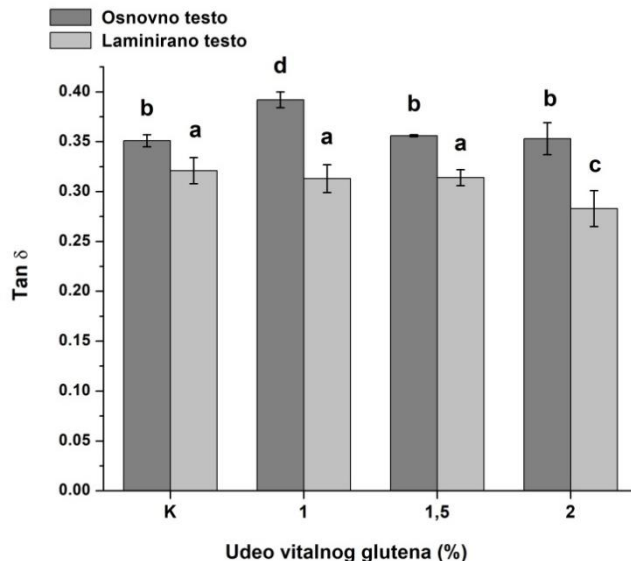 Osnovno testo
Laminirano testo
d
b
b
b
a
a
a
c
0.40
0.35
0.30
0.25
0.20
0.15
0.10
0.05
0.00
Tan δ
K 1 1,5 2
Udeo vitalnog glutena (%)